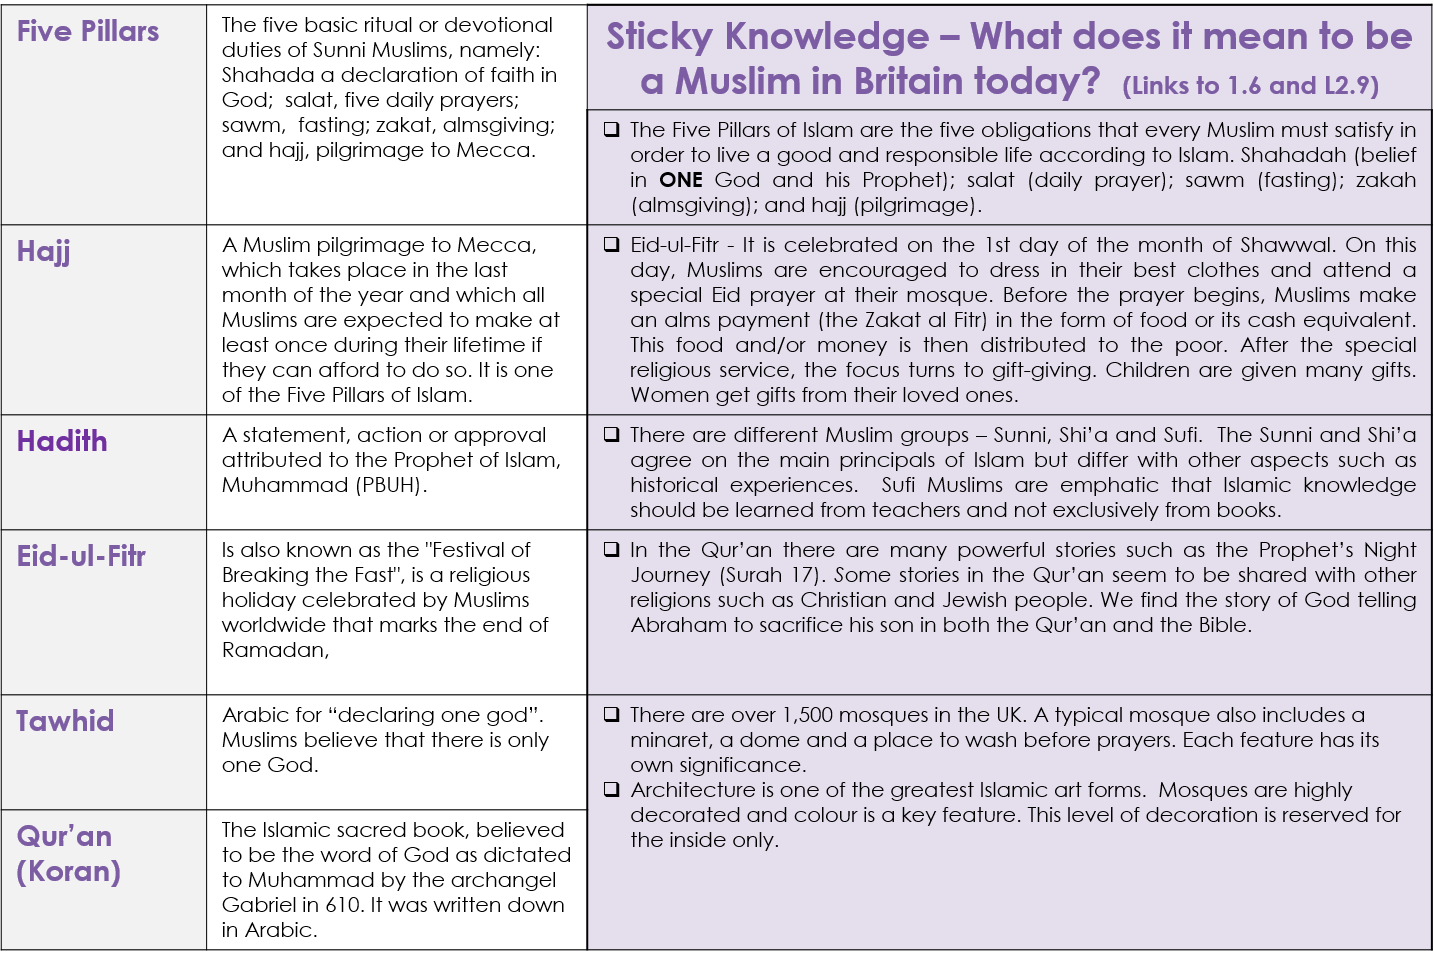 Five Pillars
The five basic ritual or devotional
duties of Sunni Muslims, namely:
Shahada a declaration of faith in
God;  salat, five daily prayers;
sawm,  fasting; zakat, almsgiving;
and hajj, pilgrimage to Mecca.
Hajj
A Muslim pilgrimage to Mecca,
which takes place in the last
month of the year and which all
Muslims are expected to make at
least once during their lifetime if
they can afford to do so. It is one
of the Five Pillars of Islam.
Hadith
A statement, action or approval
attributed to the Prophet of Islam,
Muhammad (PBUH).
Eid-ul-Fitr
Is also known as the "Festival of
Breaking the Fast", is a religious
holiday celebrated by Muslims
worldwide that marks the end of
Ramadan,
Tawhid
Arabic for “declaring one god”.
Muslims believe that there is only
one God.
Qur’an
(Koran)
The Islamic sacred book, believed
to be the word of God as dictated
to Muhammad by the archangel
Gabriel in 610. It was written down
in Arabic.
Sticky Knowledge – What does it mean to be
a Muslim in Britain today?  (Links to 1.6 and L2.9)
❑ The Five Pillars of Islam are the five obligations that every Muslim must satisfy in
order to live a good and responsible life according to Islam. Shahadah (belief
in ONE God and his Prophet); salat (daily prayer); sawm (fasting); zakah
(almsgiving); and hajj (pilgrimage).
❑ Eid-ul-Fitr - It is celebrated on the 1st day of the month of Shawwal. On this
day, Muslims are encouraged to dress in their best clothes and attend a
special Eid prayer at their mosque. Before the prayer begins, Muslims make
an alms payment (the Zakat al Fitr) in the form of food or its cash equivalent.
This food and/or money is then distributed to the poor. After the special
religious service, the focus turns to gift-giving. Children are given many gifts.
Women get gifts from their loved ones.
❑ There are different Muslim groups – Sunni, Shi’a and Sufi.  The Sunni and Shi’a
agree on the main principals of Islam but differ with other aspects such as
historical experiences.  Sufi Muslims are emphatic that Islamic knowledge
should be learned from teachers and not exclusively from books.
❑ In the Qur’an there are many powerful stories such as the Prophet’s Night
Journey (Surah 17). Some stories in the Qur’an seem to be shared with other
religions such as Christian and Jewish people. We find the story of God telling
Abraham to sacrifice his son in both the Qur’an and the Bible.
❑ There are over 1,500 mosques in the UK. A typical mosque also includes a
minaret, a dome and a place to wash before prayers. Each feature has its
own significance.
❑ Architecture is one of the greatest Islamic art forms.  Mosques are highly
decorated and colour is a key feature. This level of decoration is reserved for
the inside only.